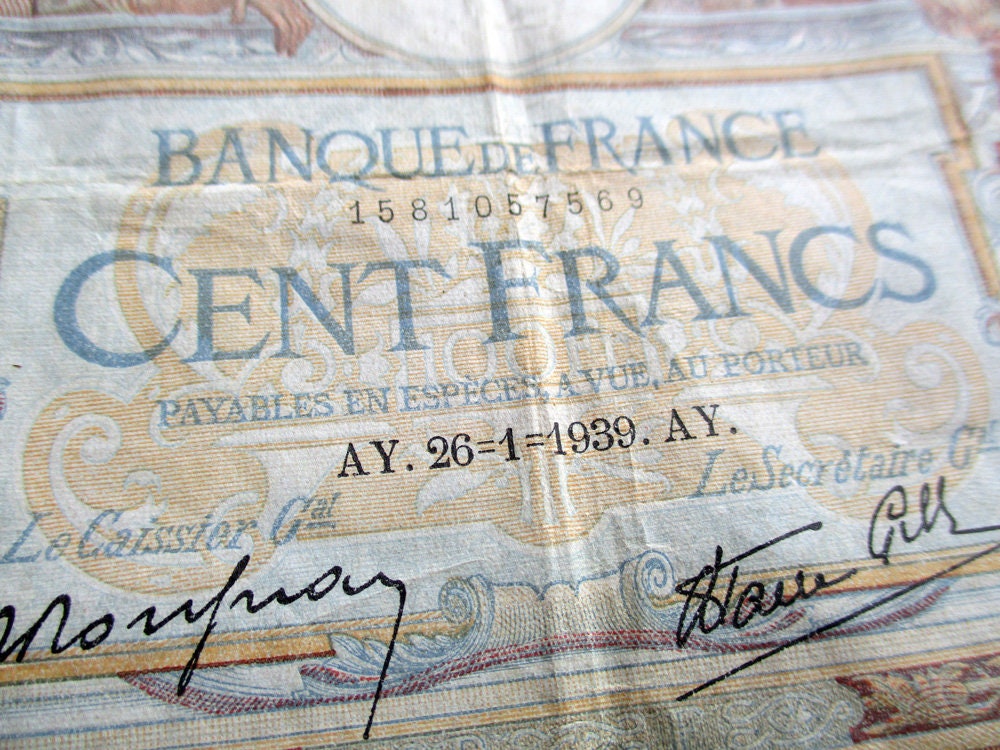 BANQUE DE FRANCE
1581057569
CENT FRANCS
PAYABLES EN ESPÈCES, A VUE, AU PORTEUR
AY. 26=1=1939. AY.
Le Caissier Gal
Le Secrétaire Gal